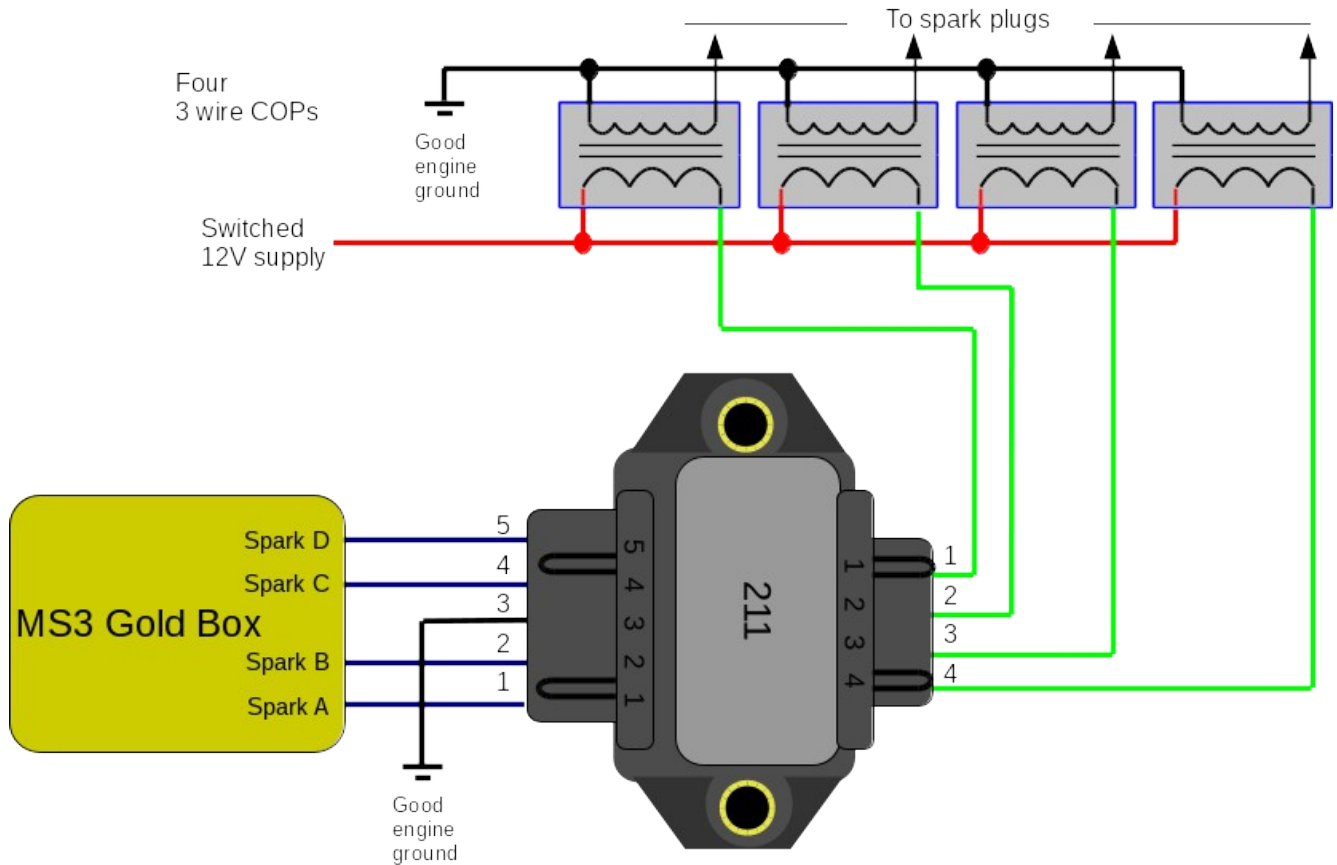 To spark plugs
Four
3 wire COPs
Good
engine
ground
Switched
12V supply
MS3 Gold Box
Spark D
Spark C
Spark B
Spark A
5
4
3
2
1
5
4
3
2
1
211
1
2
3
4
1
2
3
4
Good
engine
ground